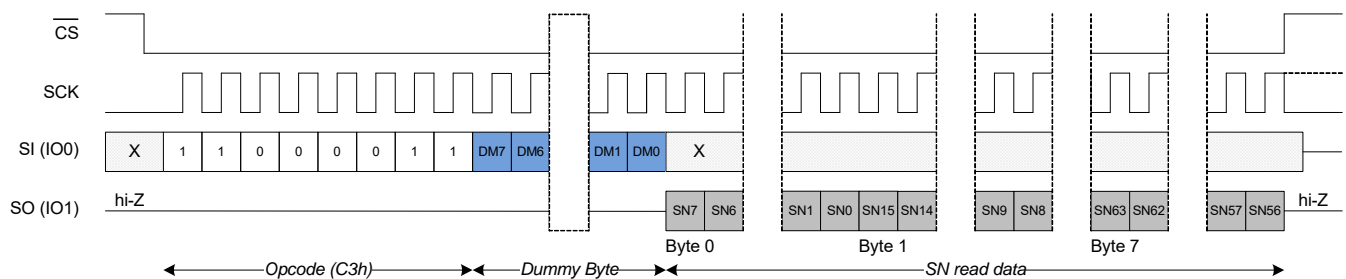 CS
SCK
SI (IO0) X 1 1 0 0 0 0 1 1 DM7 DM6 DM1 DM0 X
SO (IO1) hi-Z SN7 SN6 SN1 SN0 SN15 SN14 SN9 SN8 SN63 SN62 SN57 SN56 hi-Z
Byte 0 Byte 1 Byte 7
Opcode (C3h) Dummy Byte SN read data